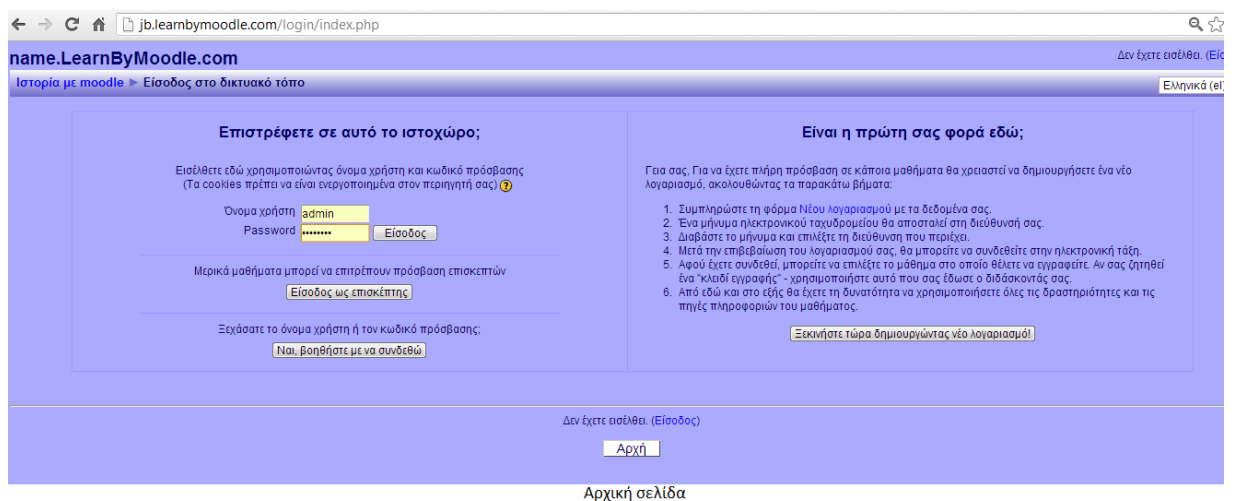 jb.learnbymoodle.com/login/index.php
name.LearnByMoodle.com
Δεν έχετε εισέλθει. (Είσ
Ιστορία με moodle ► Είσοδος στο δικτυακό τόπο
Ελληνικά (el)
Επιστρέφετε σε αυτό το ιστοχώρο;
Εισέλθετε εδώ χρησιμοποιώντας όνομα χρήστη και κωδικό πρόσβασης
(Τα cookies πρέπει να είναι ενεργοποιημένα στον περιηγητή σας) ?
Όνομα χρήστη admin
Password •••••••• Είσοδος
Μερικά μαθήματα μπορεί να επιτρέπουν πρόσβαση επισκεπτών
Είσοδος ως επισκέπτης
Ξεχάσατε το όνομα χρήστη ή τον κωδικό πρόσβασης;
Ναι, βοηθήστε με να συνδεθώ
Είναι η πρώτη σας φορά εδώ;
Γεια σας, Για να έχετε πλήρη πρόσβαση σε κάποια μαθήματα θα χρειαστεί να δημιουργήσετε ένα νέο
λογαριασμό, ακολουθώντας τα παρακάτω βήματα:
1. Συμπληρώστε τη φόρμα Νέου λογαριασμού με τα δεδομένα σας.
2. Ένα μήνυμα ηλεκτρονικού ταχυδρομείου θα αποσταλεί στη διεύθυνσή σας.
3. Διαβάστε το μήνυμα και επιλέξτε τη διεύθυνση που περιέχει.
4. Μετά την επιβεβαίωση του λογαριασμού σας, θα μπορείτε να συνδεθείτε στην ηλεκτρονική τάξη.
5. Αφού έχετε συνδεθεί, μπορείτε να επιλέξτε το μάθημα στο οποίο θέλετε να εγγραφείτε. Αν σας ζητηθεί
ένα "κλειδί εγγραφής" - χρησιμοποιήστε αυτό που σας έδωσε ο διδάσκοντάς σας.
6. Από εδώ και στο εξής θα έχετε τη δυνατότητα να χρησιμοποιήσετε όλες τις δραστηριότητες και τις
πηγές πληροφοριών του μαθήματος.
Ξεκινήστε τώρα δημιουργώντας νέο λογαριασμό!
Δεν έχετε εισέλθει. (Είσοδος)
Αρχή
Αρχική σελίδα